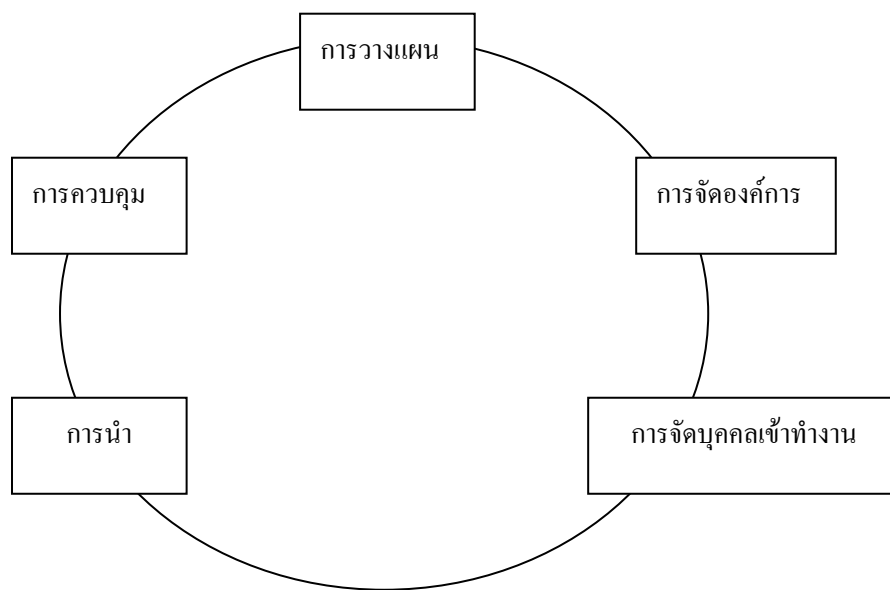 การวางแผน
การควบคุม
การจัดองค์การ
การนำ
การจัดบุคคลเข้าทำงาน